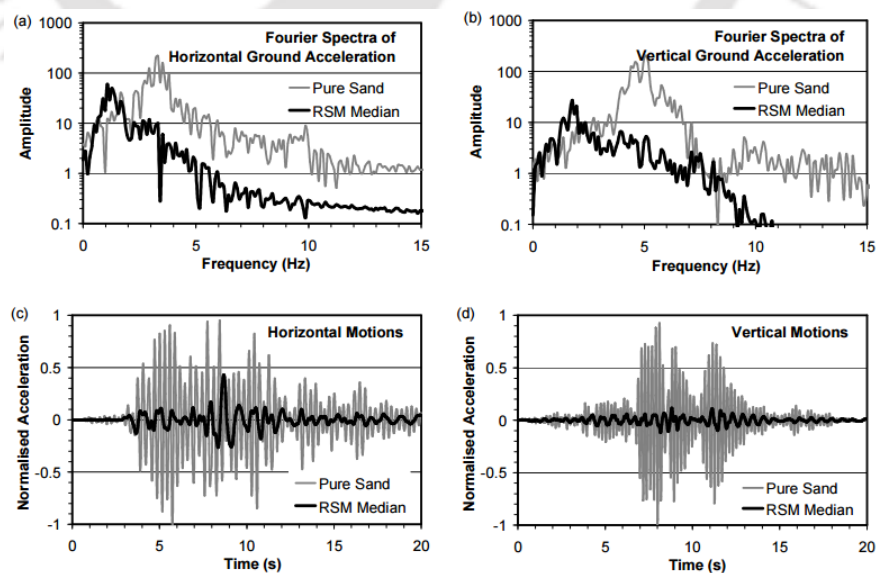 (a)
Fourier Spectra of
Horizontal Ground Acceleration
Pure Sand
RSM Median
Amplitude
1000
100
10
1
0.1
0 5 10 15
Frequency (Hz)
(b)
Fourier Spectra of
Vertical Ground Acceleration
Pure Sand
RSM Median
Amplitude
1000
100
10
1
0.1
0 5 10 15
Frequency (Hz)
(c)
Horizontal Motions
Pure Sand
RSM Median
Normalised Acceleration
1
0.5
0
-0.5
-1
0 5 10 15 20
Time (s)
(d)
Vertical Motions
Pure Sand
RSM Median
Normalised Acceleration
1
0.5
0
-0.5
-1
0 5 10 15 20
Time (s)